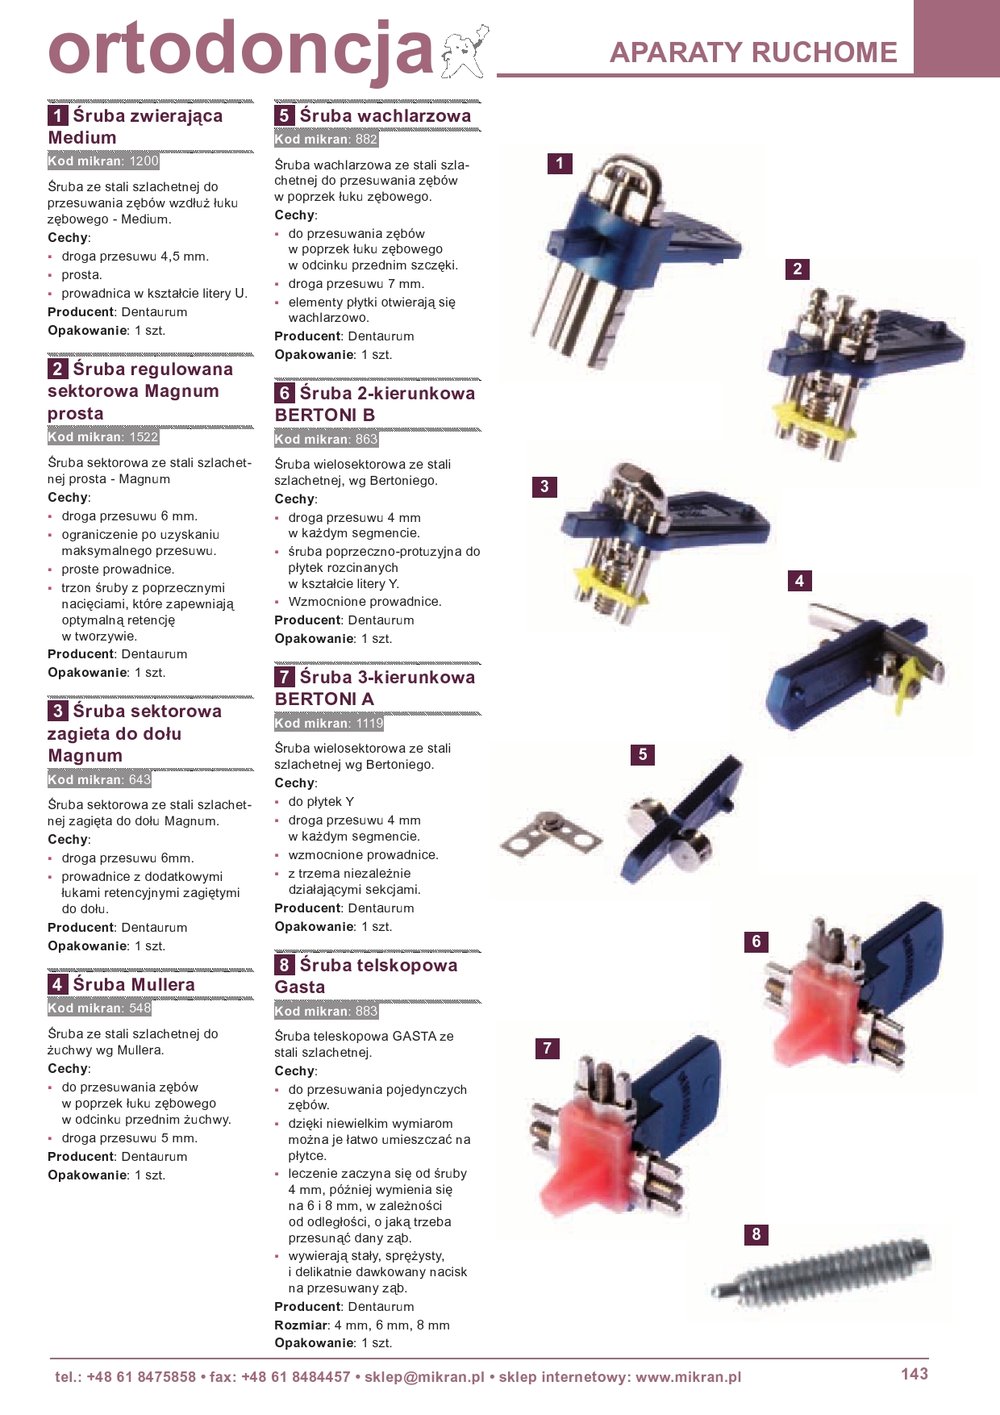 ortodoncja
APARATY RUCHOME
1 Śruba zwierająca
Medium
Kod mikran: 1200
Śruba ze stali szlachetnej do
przesuwania zębów wzdłuż łuku
zębowego - Medium.
Cechy:
▪ droga przesuwu 4,5 mm.
▪ prosta.
▪ prowadnica w kształcie litery U.
Producent: Dentaurum
Opakowanie: 1 szt.
2 Śruba regulowana
sektorowa Magnum
prosta
Kod mikran: 1522
Śruba sektorowa ze stali szlachet-
nej prosta - Magnum
Cechy:
▪ droga przesuwu 6 mm.
▪ ograniczenie po uzyskaniu
maksymalnego przesuwu.
▪ proste prowadnice.
▪ trzon śruby z poprzecznymi
nacięciami, które zapewniają
optymalną retencję
w tworzywie.
Producent: Dentaurum
Opakowanie: 1 szt.
3 Śruba sektorowa
zagieta do dołu
Magnum
Kod mikran: 643
Śruba sektorowa ze stali szlachet-
nej zagięta do dołu Magnum.
Cechy:
▪ droga przesuwu 6mm.
▪ prowadnice z dodatkowymi
łukami retencyjnymi zagiętymi
do dołu.
Producent: Dentaurum
Opakowanie: 1 szt.
4 Śruba Mullera
Kod mikran: 548
Śruba ze stali szlachetnej do
żuchwy wg Mullera.
Cechy:
▪ do przesuwania zębów
w poprzek łuku zębowego
w odcinku przednim żuchwy.
▪ droga przesuwu 5 mm.
Producent: Dentaurum
Opakowanie: 1 szt.
5 Śruba wachlarzowa
Kod mikran: 882
Śruba wachlarzowa ze stali szla-
chetnej do przesuwania zębów
w poprzek łuku zębowego.
Cechy:
▪ do przesuwania zębów
w poprzek łuku zębowego
w odcinku przednim szczęki.
▪ droga przesuwu 7 mm.
▪ elementy płytki otwierają się
wachlarzowo.
Producent: Dentaurum
Opakowanie: 1 szt.
6 Śruba 2-kierunkowa
BERTONI B
Kod mikran: 863
Śruba wielosektorowa ze stali
szlachetnej, wg Bertoniego.
Cechy:
▪ droga przesuwu 4 mm
w każdym segmencie.
▪ śruba poprzeczno-protuzyjna do
płytek rozcinanych
w kształcie litery Y.
▪ Wzmocnione prowadnice.
Producent: Dentaurum
Opakowanie: 1 szt.
7 Śruba 3-kierunkowa
BERTONI A
Kod mikran: 1119
Śruba wielosektorowa ze stali
szlachetnej wg Bertoniego.
Cechy:
▪ do płytek Y
▪ droga przesuwu 4 mm
w każdym segmencie.
▪ wzmocnione prowadnice.
▪ z trzema niezależnie
działającymi sekcjami.
Producent: Dentaurum
Opakowanie: 1 szt.
8 Śruba telskopowa
Gasta
Kod mikran: 883
Śruba teleskopowa GASTA ze
stali szlachetnej.
Cechy:
▪ do przesuwania pojedynczych
zębów.
▪ dzięki niewielkim wymiarom
można je łatwo umieszczać na
płytce.
▪ leczenie zaczyna się od śruby
4 mm, później wymienia się
na 6 i 8 mm, w zależności
od odległości, o jaką trzeba
przesunąć dany ząb.
▪ wywierają stały, sprężysty,
i delikatnie dawkowany nacisk
na przesuwany ząb.
Producent: Dentaurum
Rozmiar: 4 mm, 6 mm, 8 mm
Opakowanie: 1 szt.
1
2
3
4
5
6
7
8
tel.: +48 61 8475858 • fax: +48 61 8484457 • sklep@mikran.pl • sklep internetowy: www.mikran.pl
143